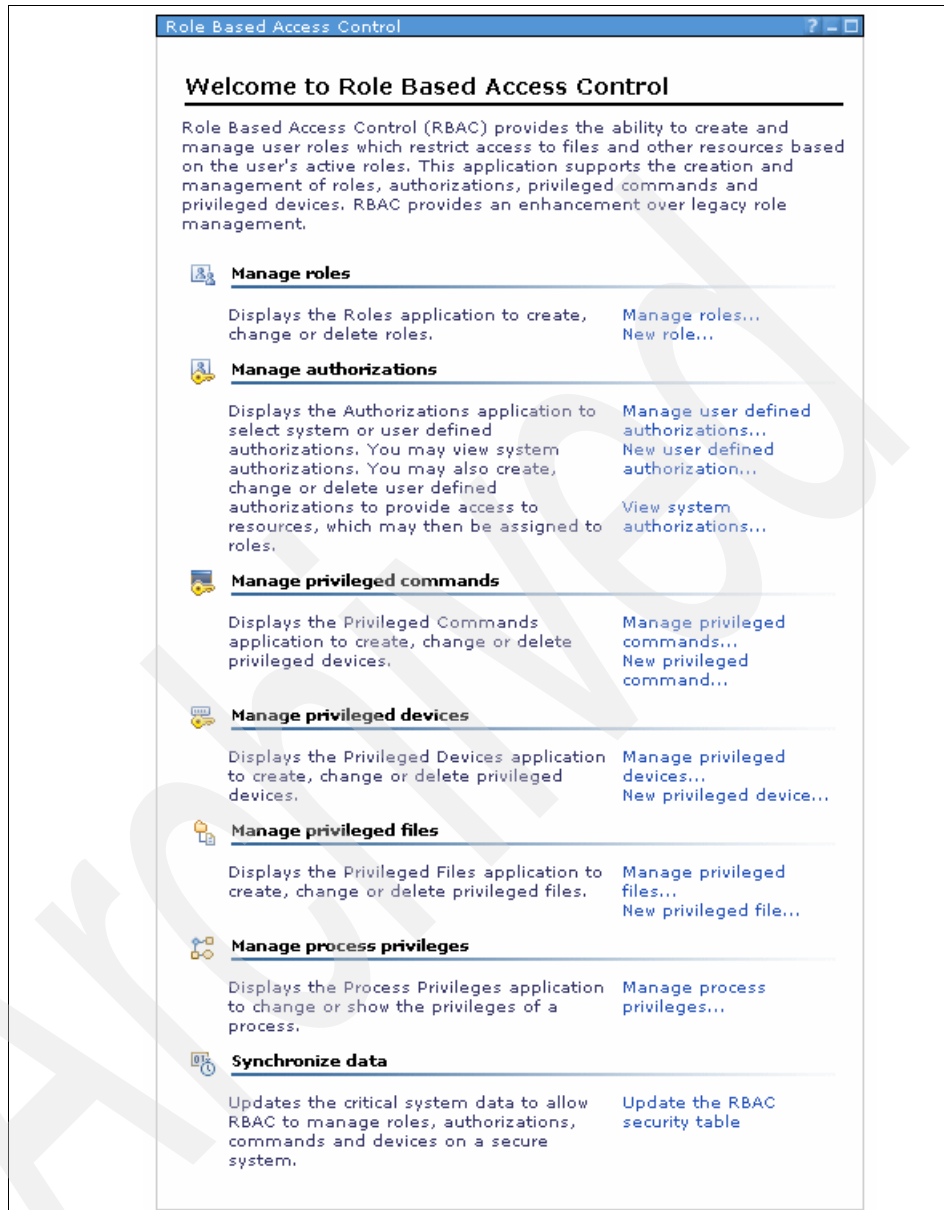 Role Based Access Control
Welcome to Role Based Access Control
Role Based Access Control (RBAC) provides the ability to create and
manage user roles which restrict access to files and other resources based
on the user's active roles. This application supports the creation and
management of roles, authorizations, privileged commands and
privileged devices. RBAC provides an enhancement over legacy role
management.
Manage roles
Displays the Roles application to create,
change or delete roles.
Manage roles...
New role...
Manage authorizations
Displays the Authorizations application to
select system or user defined
authorizations. You may view system
authorizations. You may also create,
change or delete user defined
authorizations to provide access to
resources, which may then be assigned to
roles.
Manage user defined
authorizations...
New user defined
authorization...
View system
authorizations...
Manage privileged commands
Displays the Privileged Commands
application to create, change or delete
privileged devices.
Manage privileged
commands...
New privileged
command...
Manage privileged devices
Displays the Privileged Devices application
to create, change or delete privileged
devices.
Manage privileged
devices...
New privileged device...
Manage privileged files
Displays the Privileged Files application to
create, change or delete privileged files.
Manage privileged
files...
New privileged file...
Manage process privileges
Displays the Process Privileges application
to change or show the privileges of a
process.
Manage process
privileges...
Synchronize data
Updates the critical system data to allow
RBAC to manage roles, authorizations,
commands and devices on a secure
system.
Update the RBAC
security table
Archived